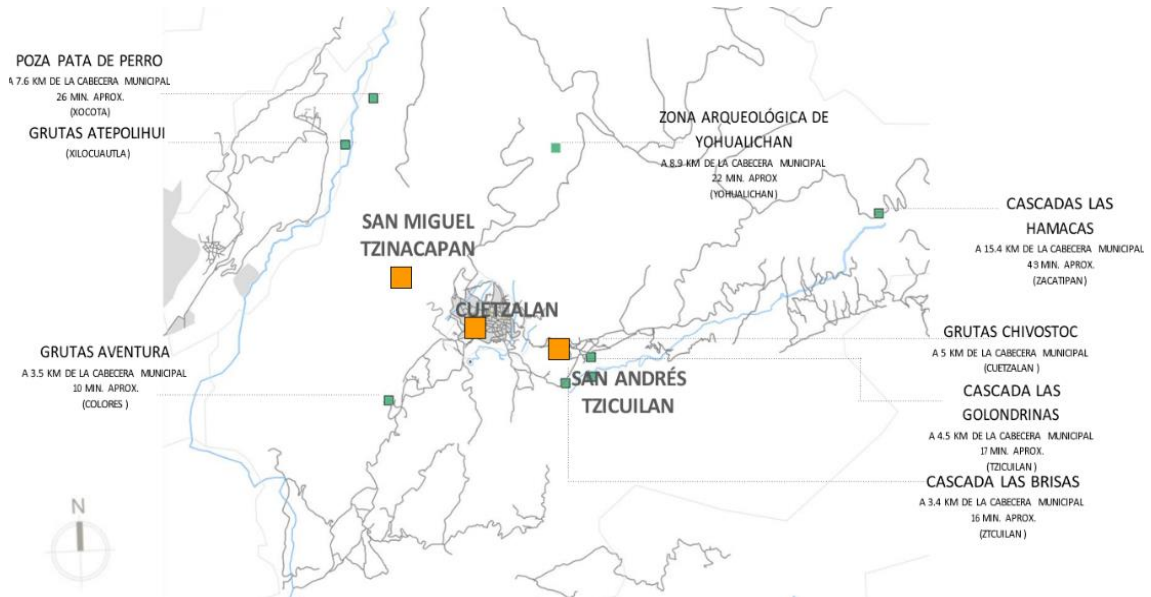 POZA PATA DE PERRO
A 7.6 KM DE LA CABECERA MUNICIPAL
26 MIN. APROX.
(XOCOTA)
GRUTAS ATEPOLIHUI
(XILOCUAUTLA)
ZONA ARQUEOLÓGICA DE
YOHUALICHAN
A 8.9 KM DE LA CABECERA MUNICIPAL
22 MIN. APROX
(YOHUALICHAN)
CASCADAS LAS
HAMACAS
A 15.4 KM DE LA CABECERA MUNICIPAL
43 MIN. APROX.
(ZACATIPAN)
SAN MIGUEL
TZINACAPAN
CUETZALAN
SAN ANDRÉS
TZICUILAN
GRUTAS AVENTURA
A 3.5 KM DE LA CABECERA MUNICIPAL
10 MIN. APROX.
(COLORES )
GRUTAS CHIVOSTOC
A 5 KM DE LA CABECERA MUNICIPAL
(CUETZALAN )
CASCADA LAS
GOLONDRINAS
A 4.5 KM DE LA CABECERA MUNICIPAL
17 MIN. APROX.
(TZICUILAN )
CASCADA LAS BRISAS
A 3.4 KM DE LA CABECERA MUNICIPAL
16 MIN. APROX.
(ZTCUILAN )
N